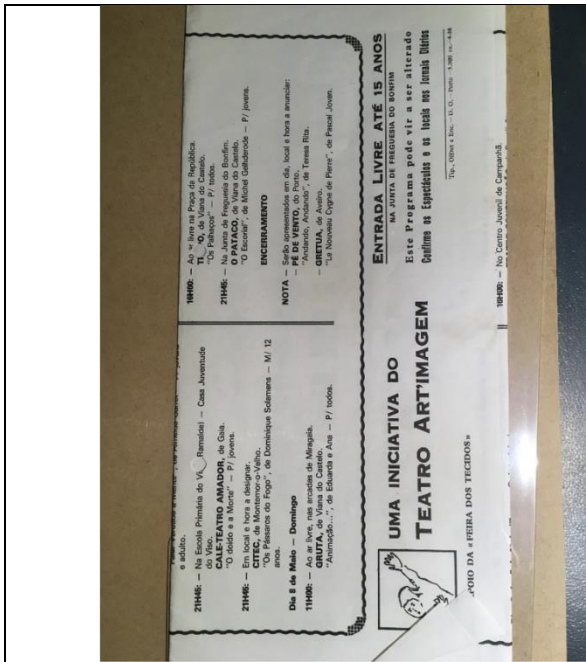 e adulto.
21H45: — Na Escola Primária do (Ramalde) — Casa Juventude
do Viso.
CALE-TEATRO AMADOR, de Gaia.
"O doido e a Morte" — P/ jovens.
21H45: — Em local e hora a designar.
CITEC, de Montemor-o-Velho.
"Os Pássaros do Fogo", de Dominique Solamens — M/ 12
anos.
Dia 8 de Maio — Domingo
11H00: — Ao ar livre, nas arcadas de Miragaia.
GRUTA, de Viana do Castelo.
"Animação...", de Eduarda e Ana — P/ todos.
16H00: — Ao livre na Praça da República.
de Viana do Castelo.
"Os Palhaços" — P/ todos.
21H45: — Na Junta de Freguesia do Bonfim.
O PATACO, de Viana do Castelo.
"O Escorial", de Michel Gelhderode — P/ jovens.
ENCERRAMENTO
NOTA — Serão apresentados em dia, local e hora a anunciar:
— PÉ DE VENTO, do Porto,
"Andando, Andando", de Teresa Rita.
— GRETUA, de Aveiro.
"Le Nouveau Cygne de Pierre", de Pascal Joven.
UMA INICIATIVA DO
TEATRO ART'IMAGEM
POIO DA «FEIRA DOS TECIDOS»
ENTRADA LIVRE ATÉ 15 ANOS
NA JUNTA DE FREGUESIA DO BONFIM
Este Programa pode vir a ser alterado
Confirme os Espectáculos e os locais nos Jornais Diários
16H00: — No Centro Juvenil de Campanhã.